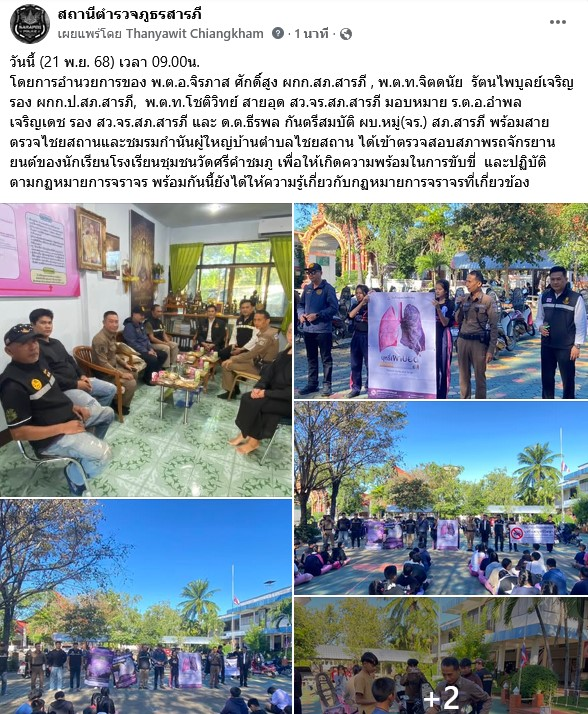 สถานีตำรวจภูธรสารภี
เผยแพร่โดย Thanyawit Chiangkham · 1 นาที ·
วันนี้ (21 พ.ย. 68) เวลา 09.00น.
โดยการอำนวยการของ พ.ต.อ.จิรภาส ศักดิ์สูง ผกก.สภ.สารภี , พ.ต.ท.จิตดนัย รัตนไพบูลย์เจริญ
รอง ผกก.ป.สภ.สารภี, พ.ต.ท.โชติวิทย์ สายอุด สว.จร.สภ.สารภี มอบหมาย ร.ต.อ.อำพล
เจริญเดช รอง สว.จร.สภ.สารภี และ ด.ต.ธีรพล กันตรีสมบัติ ผบ.หมู่(จร.) สภ.สารภี พร้อมสาย
ตรวจไชยสถานและชมรมกำนันผู้ใหญ่บ้านตำบลไชยสถาน ได้เข้าตรวจสอบสภาพรถจักรยาน
ยนต์ของนักเรียนโรงเรียนชุมชนวัดศรีคำชมภู เพื่อให้เกิดความพร้อมในการขับขี่ และปฏิบัติ
ตามกฎหมายการจราจร พร้อมกันนี้ยังได้ให้ความรู้เกี่ยวกับกฎหมายการจราจรที่เกี่ยวข้อง
+2